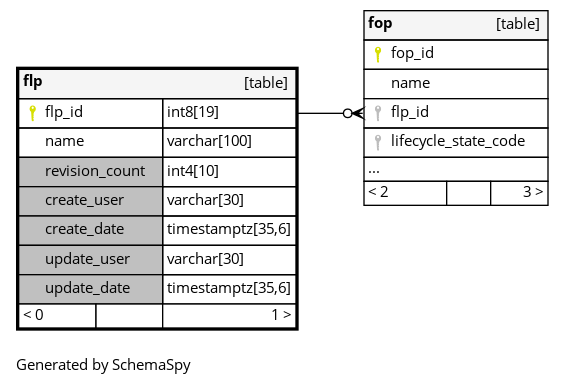 flp [table]
flp_id int8[19]
name varchar[100]
revision_count int4[10]
create_user varchar[30]
create_date timestamptz[35,6]
update_user varchar[30]
update_date timestamptz[35,6]
< 0 1 >
fop [table]
fop_id
name
flp_id
lifecycle_state_code
...
< 2 3 >
Generated by SchemaSpy